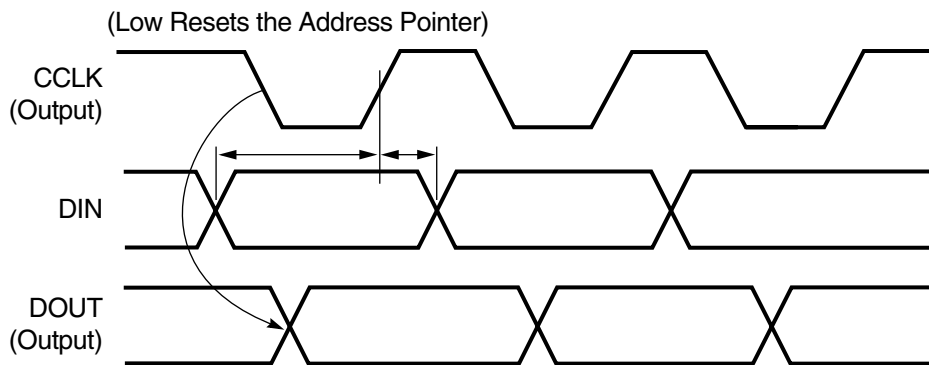 (Low Resets the Address Pointer)
CCLK
(Output)
DIN
DOUT
(Output)